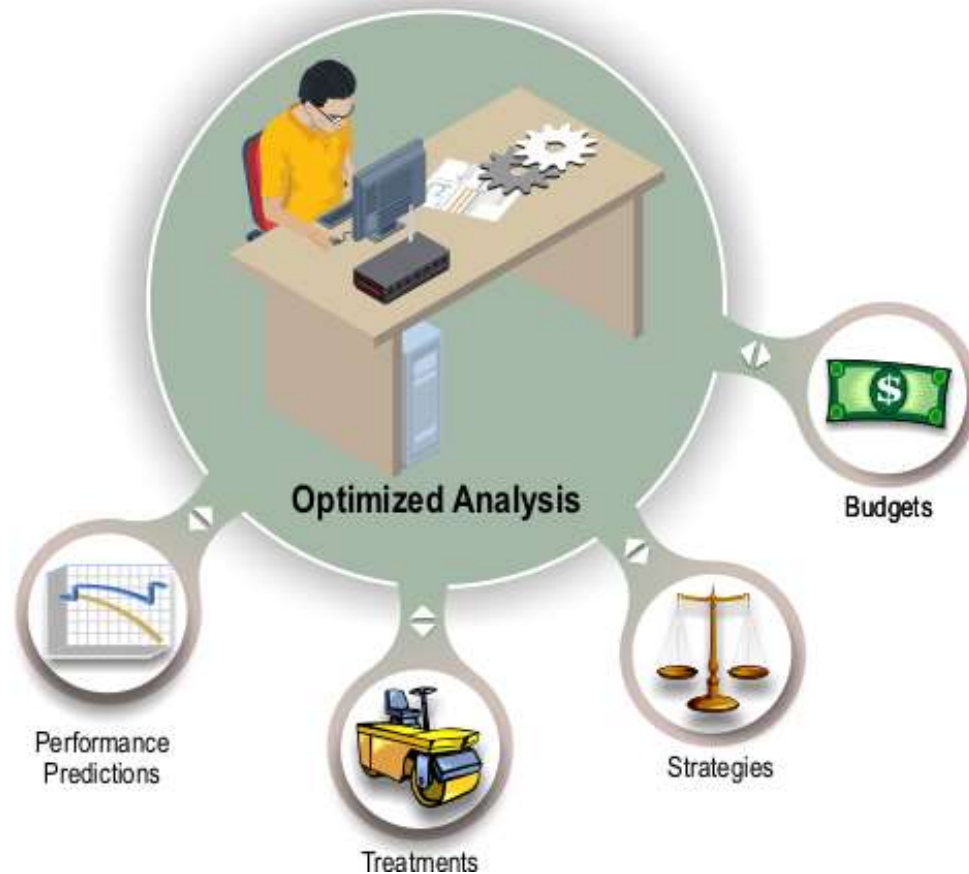 Optimized Analysis
$
Budgets
Strategies
Performance
Predictions
Treatments